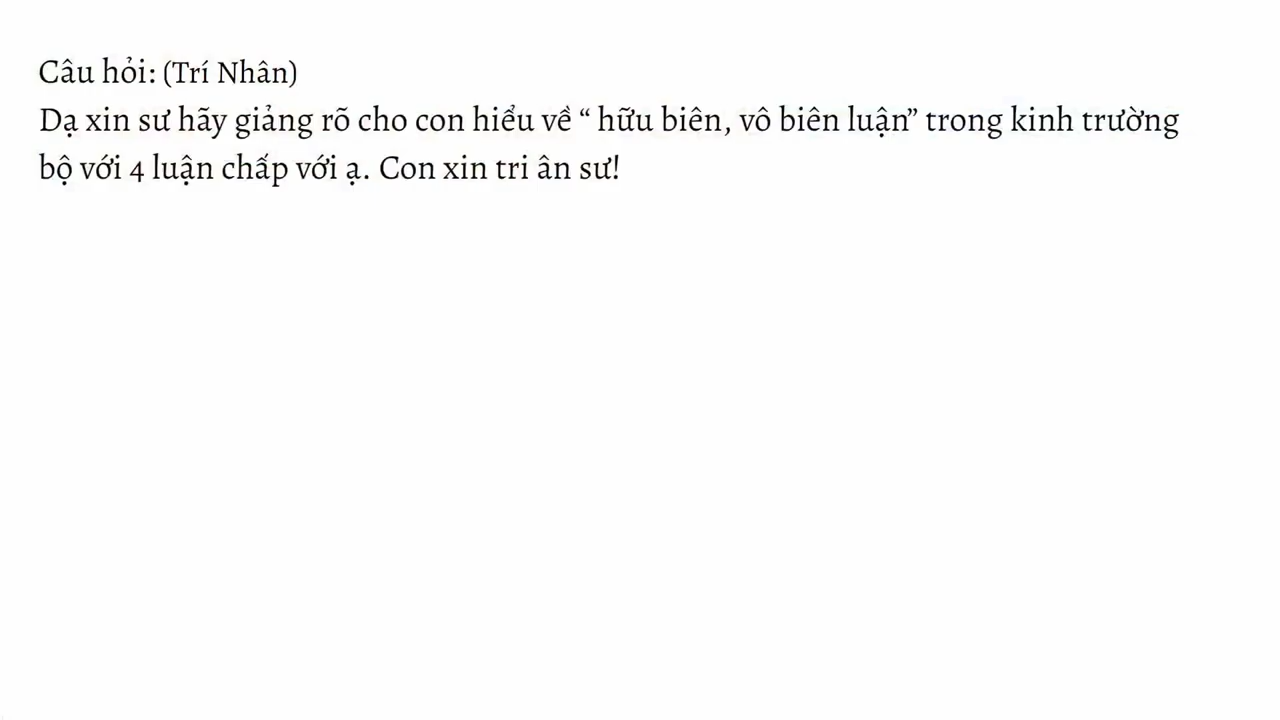 Câu hỏi: (Trí Nhân)
Dạ xin sư hãy giảng rõ cho con hiểu về “ hữu biên, vô biên luận” trong kinh trường
bộ với 4 luận chấp với ạ. Con xin tri ân sư!